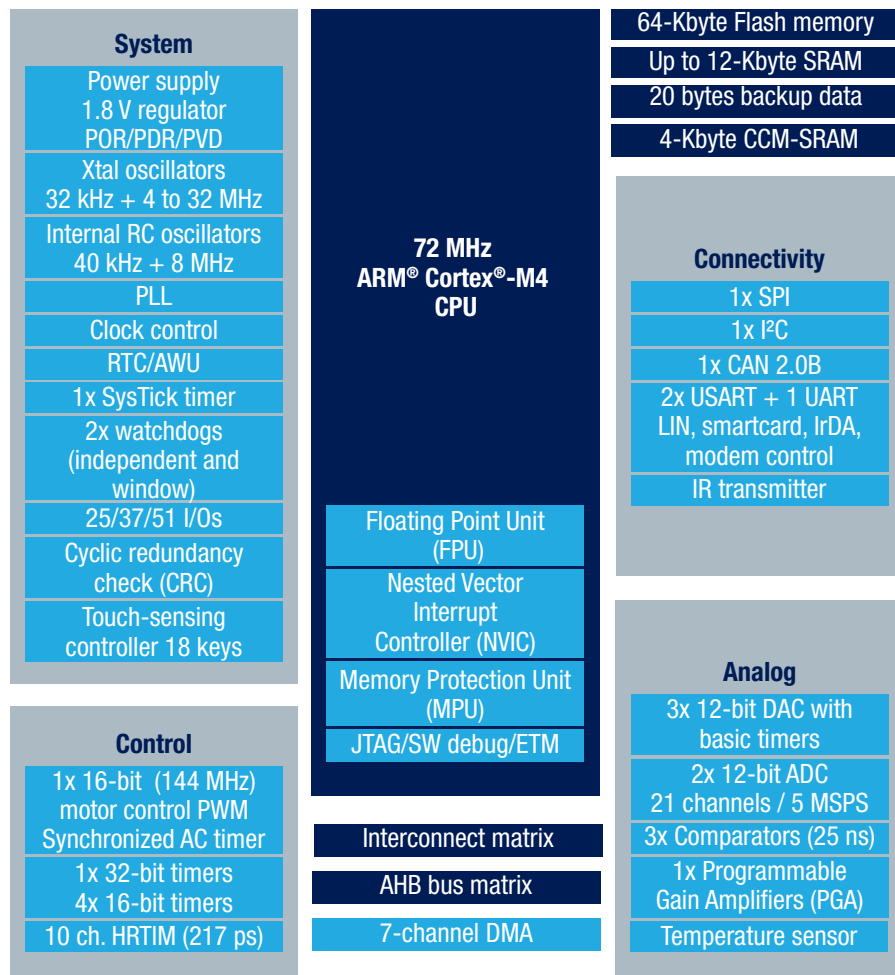 System
Power supply
1.8 V regulator
POR/PDR/PVD
Xtal oscillators
32 kHz + 4 to 32 MHz
Internal RC oscillators
40 kHz + 8 MHz
PLL
Clock control
RTC/AWU
1x SysTick timer
2x watchdogs
(independent and
window)
25/37/51 I/Os
Cyclic redundancy
check (CRC)
Touch-sensing
controller 18 keys
Control
1x 16-bit (144 MHz)
motor control PWM
Synchronized AC timer
1x 32-bit timers
4x 16-bit timers
10 ch. HRTIM (217 ps)
72 MHz
ARM® Cortex®-M4
CPU
Floating Point Unit
(FPU)
Nested Vector
Interrupt
Controller (NVIC)
Memory Protection Unit
(MPU)
JTAG/SW debug/ETM
Interconnect matrix
AHB bus matrix
7-channel DMA
64-Kbyte Flash memory
Up to 12-Kbyte SRAM
20 bytes backup data
4-Kbyte CCM-SRAM
Connectivity
1x SPI
1x I²C
1x CAN 2.0B
2x USART + 1 UART
LIN, smartcard, IrDA,
modem control
IR transmitter
Analog
3x 12-bit DAC with
basic timers
2x 12-bit ADC
21 channels / 5 MSPS
3x Comparators (25 ns)
1x Programmable
Gain Amplifiers (PGA)
Temperature sensor